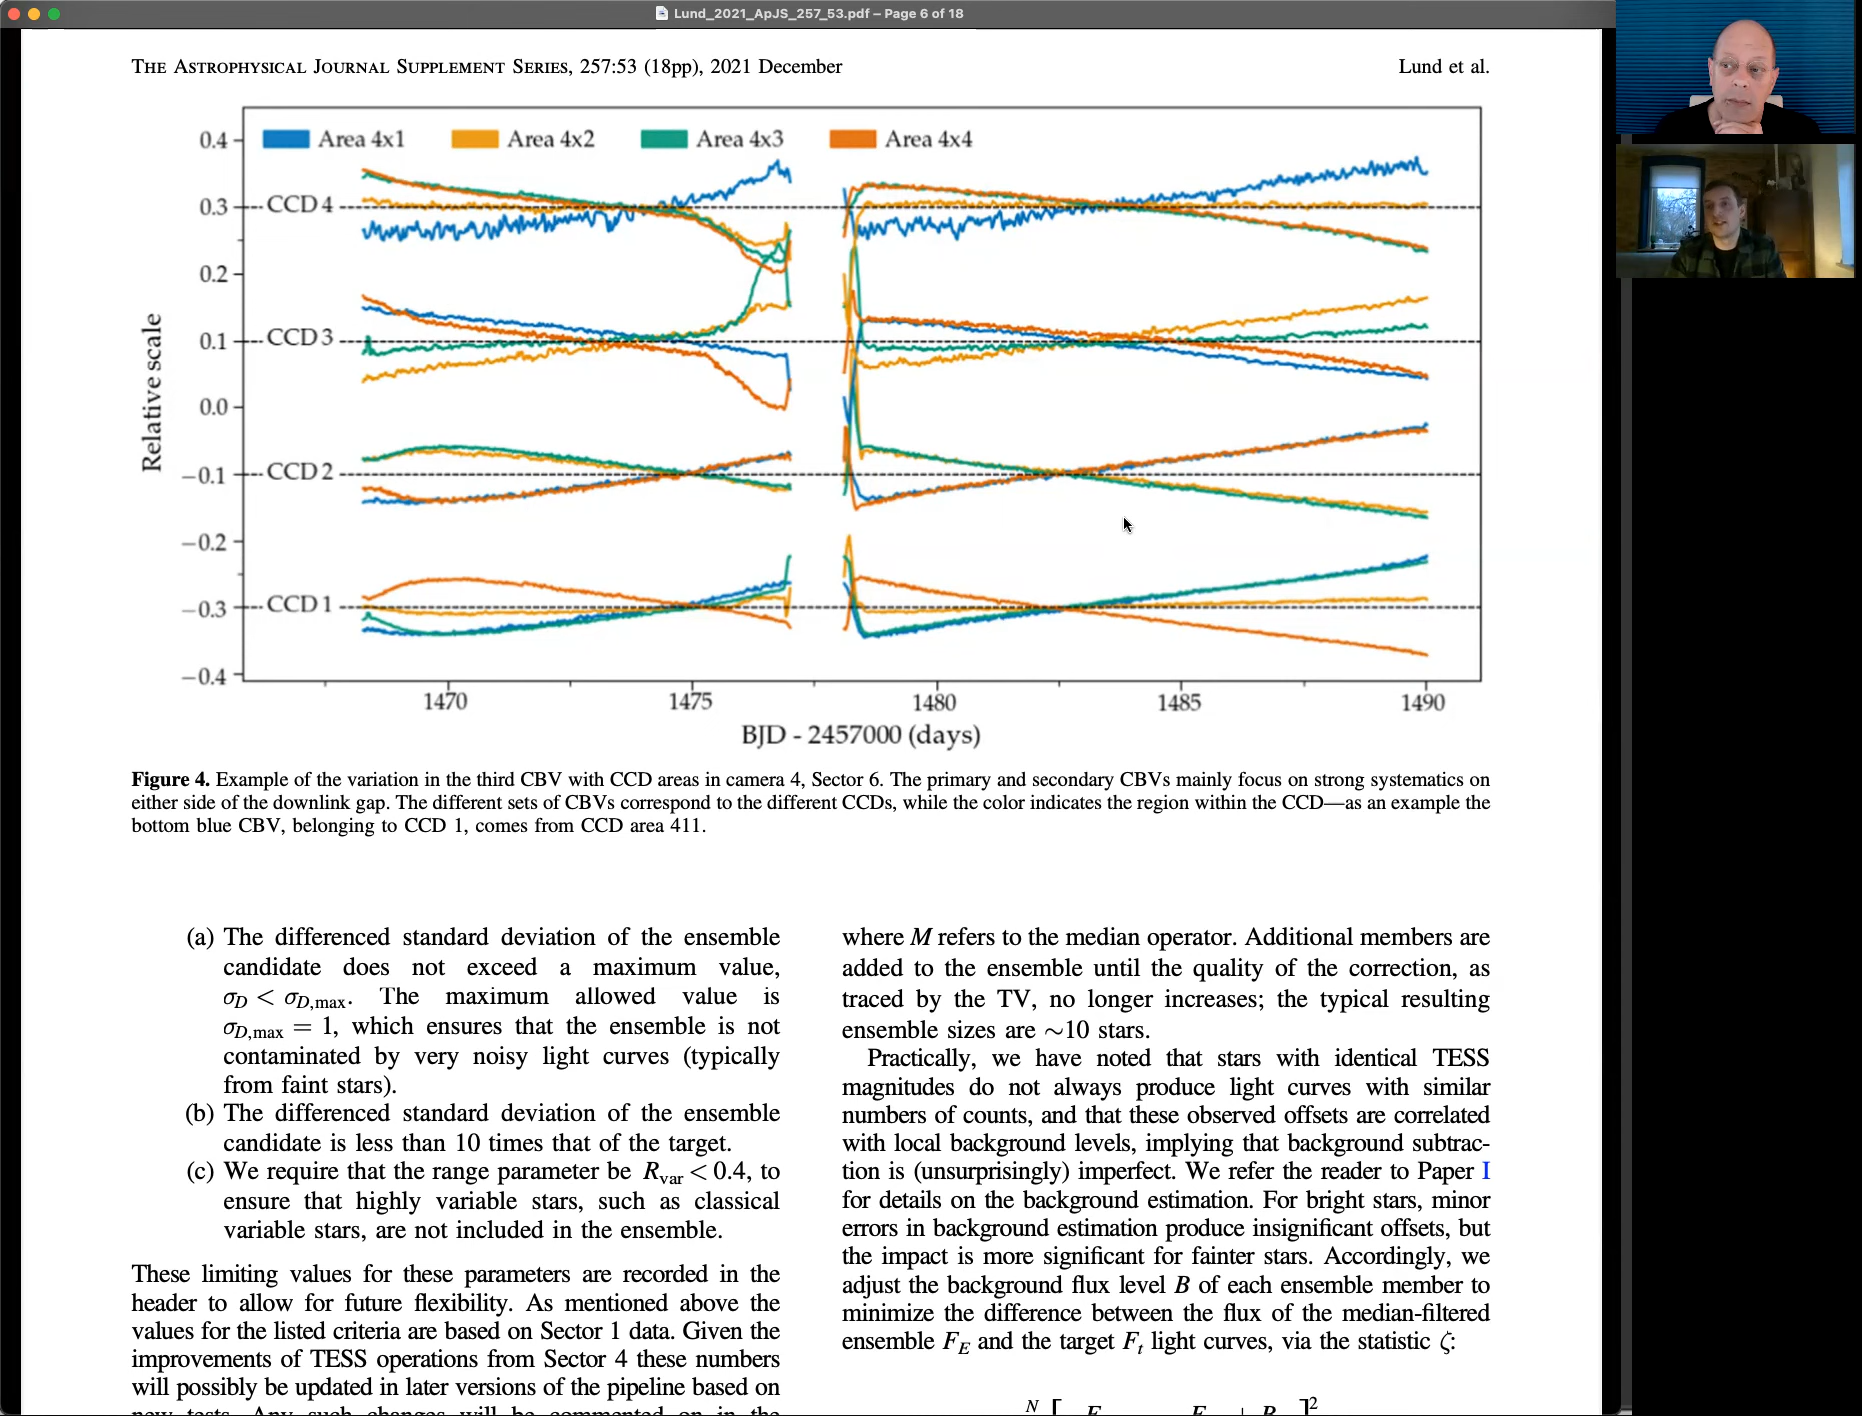 Lund_2021_ApJS_257_53.pdf – Page 6 of 18
THE ASTROPHYSICAL JOURNAL SUPPLEMENT SERIES, 257:53 (18pp), 2021 December
Lund et al.
Area 4x1
Area 4x2
Area 4x3
Area 4x4
0.4
0.3
0.2
0.1
0.0
−0.1
−0.2
−0.3
−0.4
CCD 4
CCD 3
CCD 2
CCD 1
Relative scale
1470
1475
1480
1485
1490
BJD - 2457000 (days)
Figure 4. Example of the variation in the third CBV with CCD areas in camera 4, Sector 6. The primary and secondary CBVs mainly focus on strong systematics on
either side of the downlink gap. The different sets of CBVs correspond to the different CCDs, while the color indicates the region within the CCD—as an example the
bottom blue CBV, belonging to CCD 1, comes from CCD area 411.
(a) The differenced standard deviation of the ensemble
candidate does not exceed a maximum value,
σD < σD,max. The maximum allowed value is
σD,max = 1, which ensures that the ensemble is not
contaminated by very noisy light curves (typically
from faint stars).
(b) The differenced standard deviation of the ensemble
candidate is less than 10 times that of the target.
(c) We require that the range parameter be Rvar < 0.4, to
ensure that highly variable stars, such as classical
variable stars, are not included in the ensemble.
These limiting values for these parameters are recorded in the
header to allow for future flexibility. As mentioned above the
values for the listed criteria are based on Sector 1 data. Given the
improvements of TESS operations from Sector 4 these numbers
will possibly be updated in later versions of the pipeline based on
new tests. Any such changes will be commented on in the
where M refers to the median operator. Additional members are
added to the ensemble until the quality of the correction, as
traced by the TV, no longer increases; the typical resulting
ensemble sizes are ∼10 stars.
Practically, we have noted that stars with identical TESS
magnitudes do not always produce light curves with similar
numbers of counts, and that these observed offsets are correlated
with local background levels, implying that background subtrac-
tion is (unsurprisingly) imperfect. We refer the reader to Paper I
for details on the background estimation. For bright stars, minor
errors in background estimation produce insignificant offsets, but
the impact is more significant for fainter stars. Accordingly, we
adjust the background flux level B of each ensemble member to
minimize the difference between the flux of the median-filtered
ensemble FE and the target Ft light curves, via the statistic ζ: